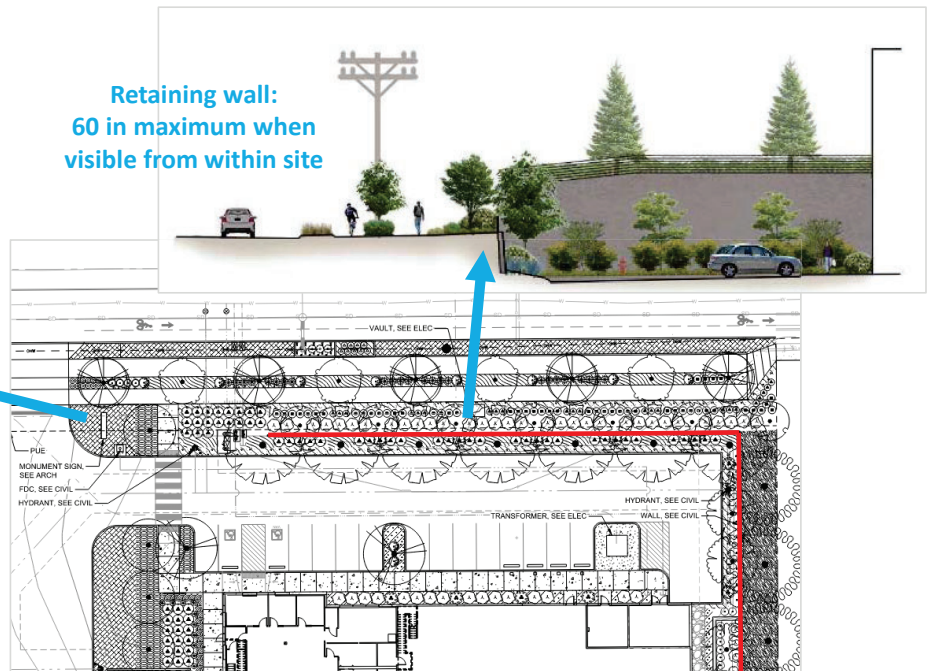 Retaining wall:
60 in maximum when
visible from within site
VAULT, SEE ELEC
PUE
MONUMENT SIGN,
SEE ARCH
FDC, SEE CIVIL
HYDRANT, SEE CIVIL
HYDRANT, SEE CIVIL
TRANSFORMER, SEE ELEC
WALL, SEE CIVIL